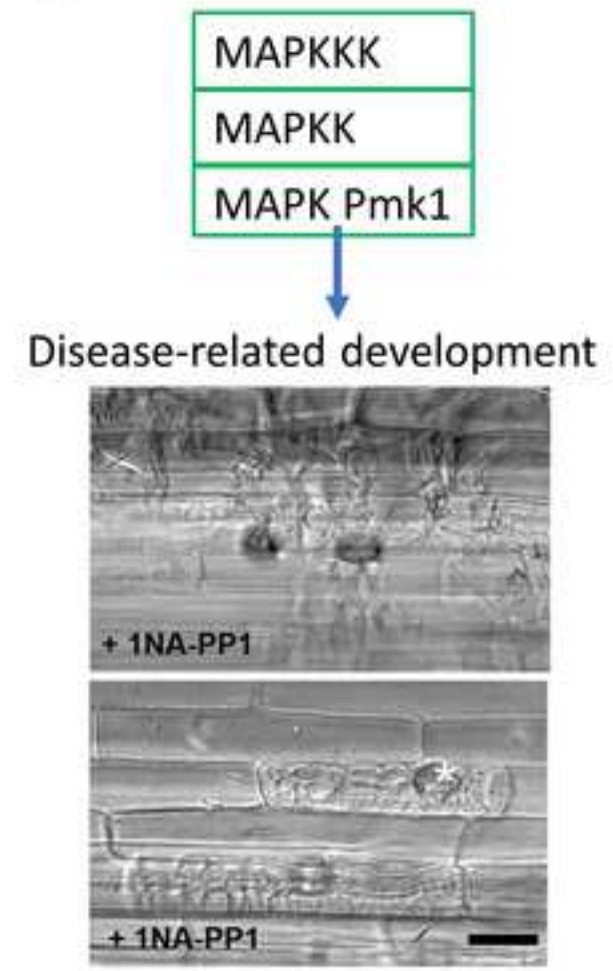 MAPKKK
MAPKK
MAPK Pmk1
Disease-related development
+ 1NA-PP1
+ 1NA-PP1